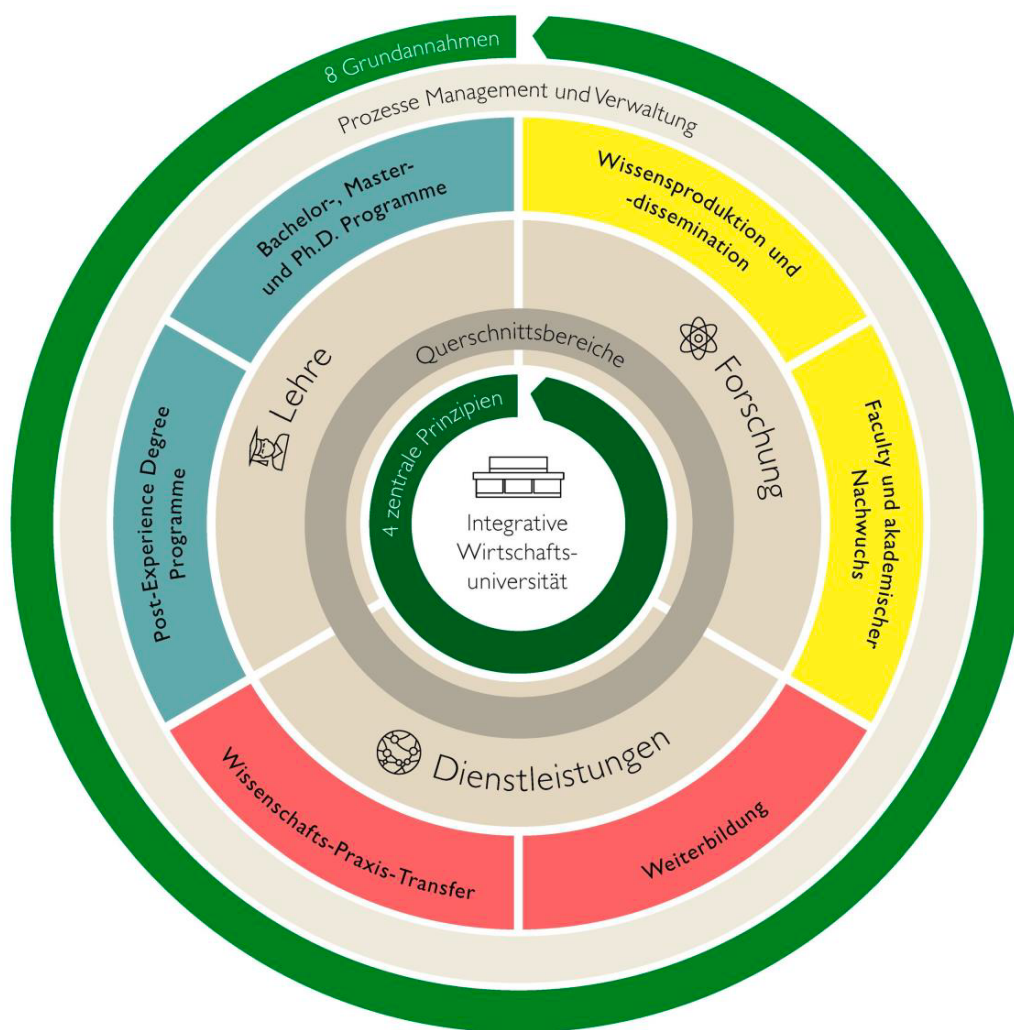 8 Grundannahmen
Prozesse Management und Verwaltung
Bachelor-, Master-
und Ph.D. Programme
Wissensproduktion und
-dissemination
Post-Experience Degree
Programme
Lehre
Querschnittsbereiche
Forschung
Faculty und akademischer
Nachwuchs
4 zentrale Prinzipien
Integrative
Wirtschafts-
universität
Dienstleistungen
Wissenschafts-Praxis-Transfer
Weiterbildung